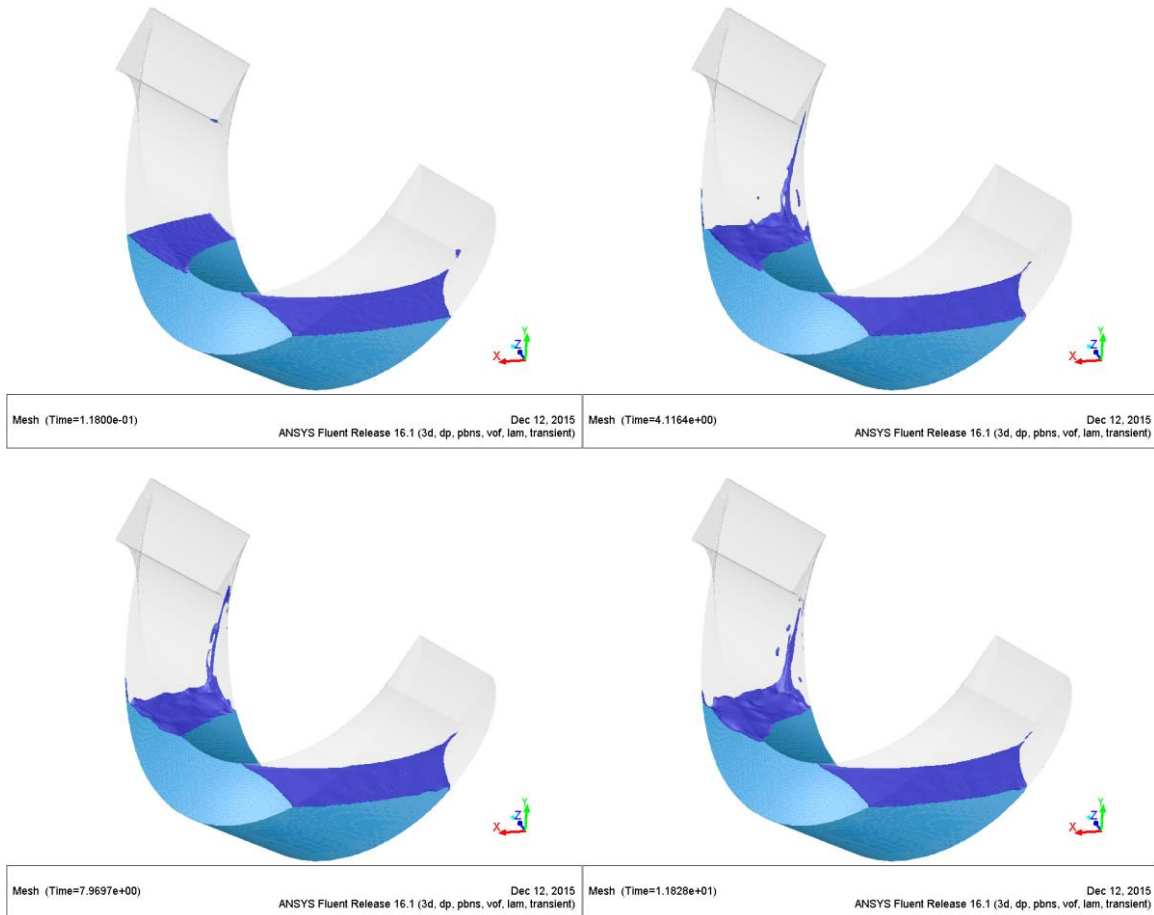 X Y Z
X Y Z
Mesh (Time=1.1800e-01) Dec 12, 2015
ANSYS Fluent Release 16.1 (3d, dp, pbns, vof, lam, transient)
Mesh (Time=4.1164e+00) Dec 12, 2015
ANSYS Fluent Release 16.1 (3d, dp, pbns, vof, lam, transient)
X Y Z
X Y Z
Mesh (Time=7.9697e+00) Dec 12, 2015
ANSYS Fluent Release 16.1 (3d, dp, pbns, vof, lam, transient)
Mesh (Time=1.1828e+01) Dec 12, 2015
ANSYS Fluent Release 16.1 (3d, dp, pbns, vof, lam, transient)